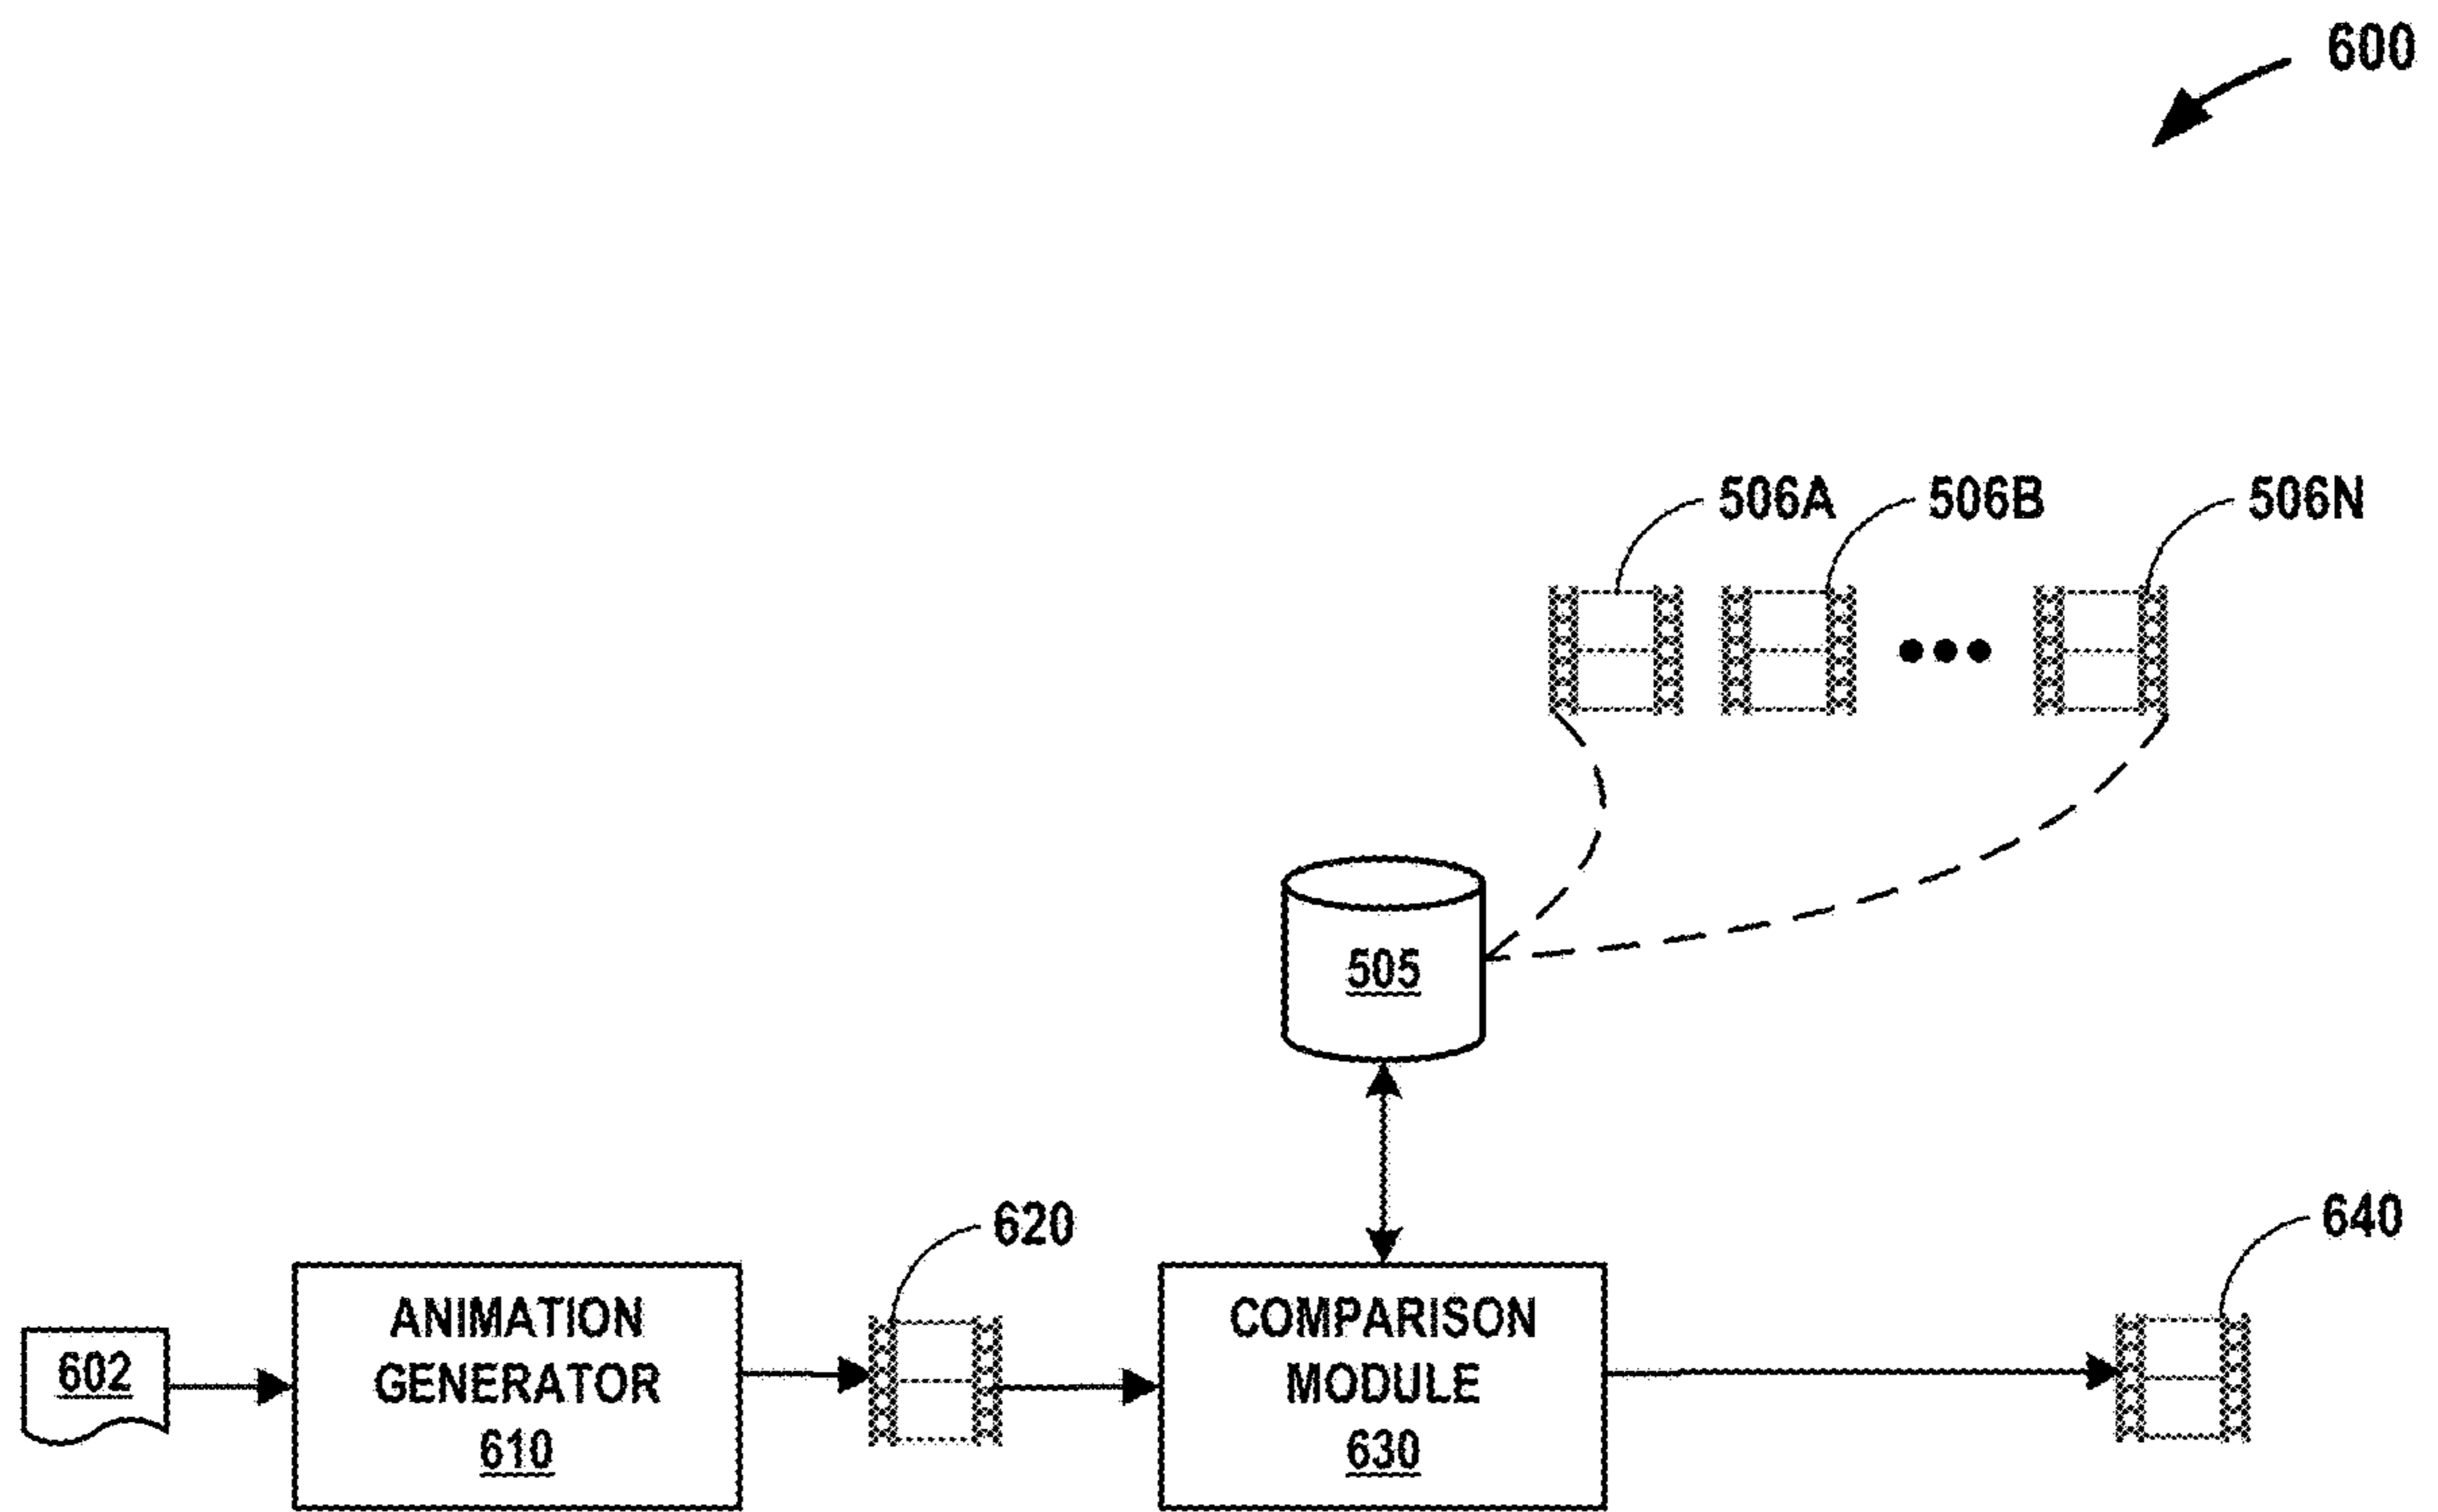 600
506A
506B
506N
505
620
640
602
ANIMATION
GENERATOR
610
COMPARISON
MODULE
630